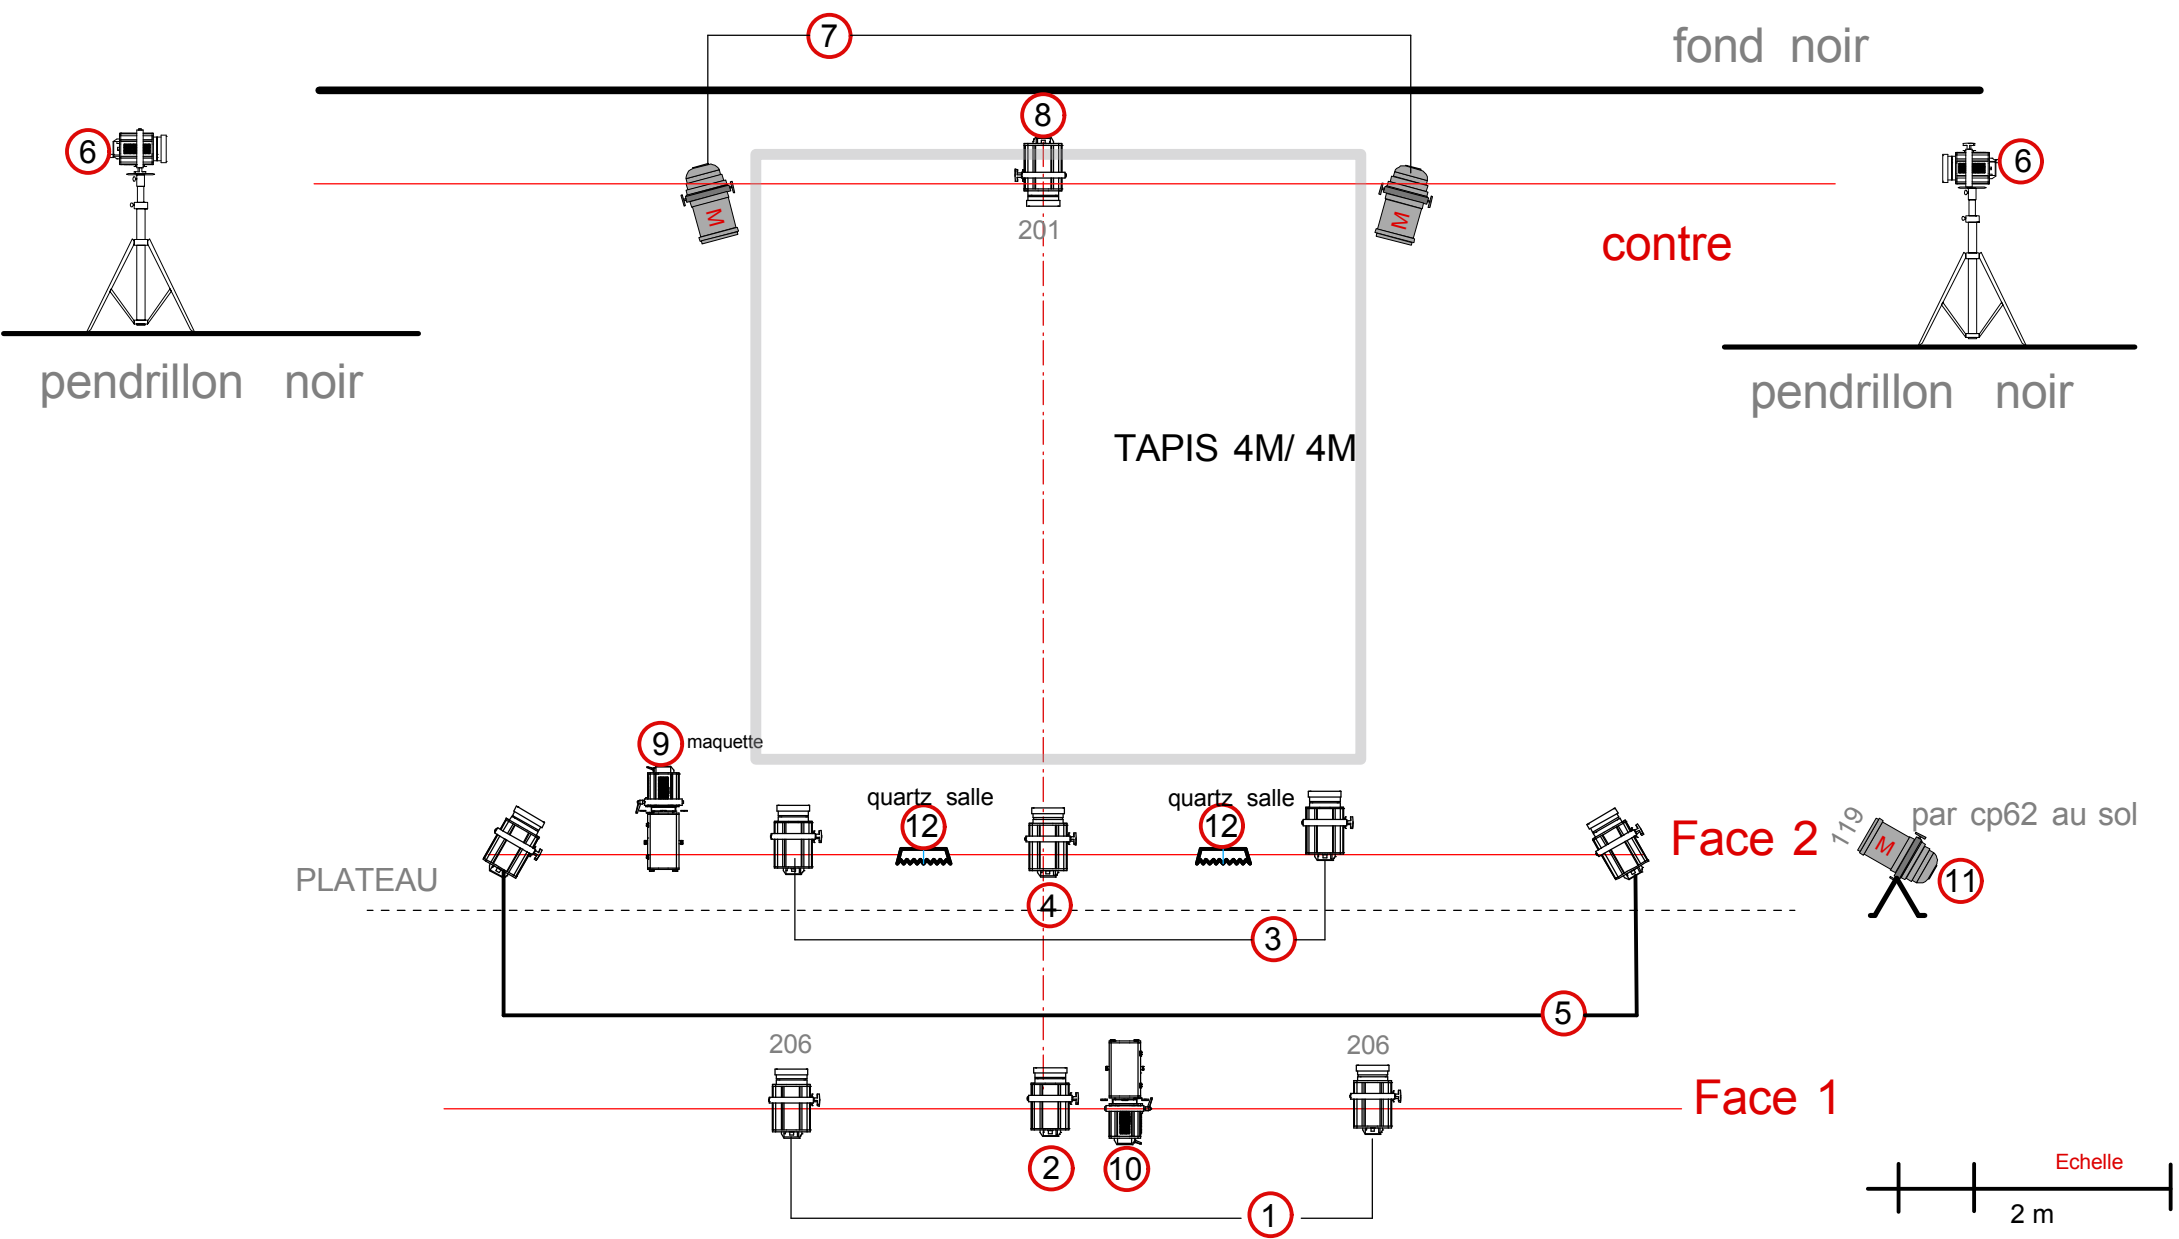 7
fond noir
8
6
6
M
M
201
contre
pendrillon noir
pendrillon noir
TAPIS 4M/ 4M
9 maquette
quartz salle
quartz salle
12
12
Face 2
119
par cp62 au sol
M
11
PLATEAU
4
3
5
206
206
Face 1
2
10
1
Echelle
2 m